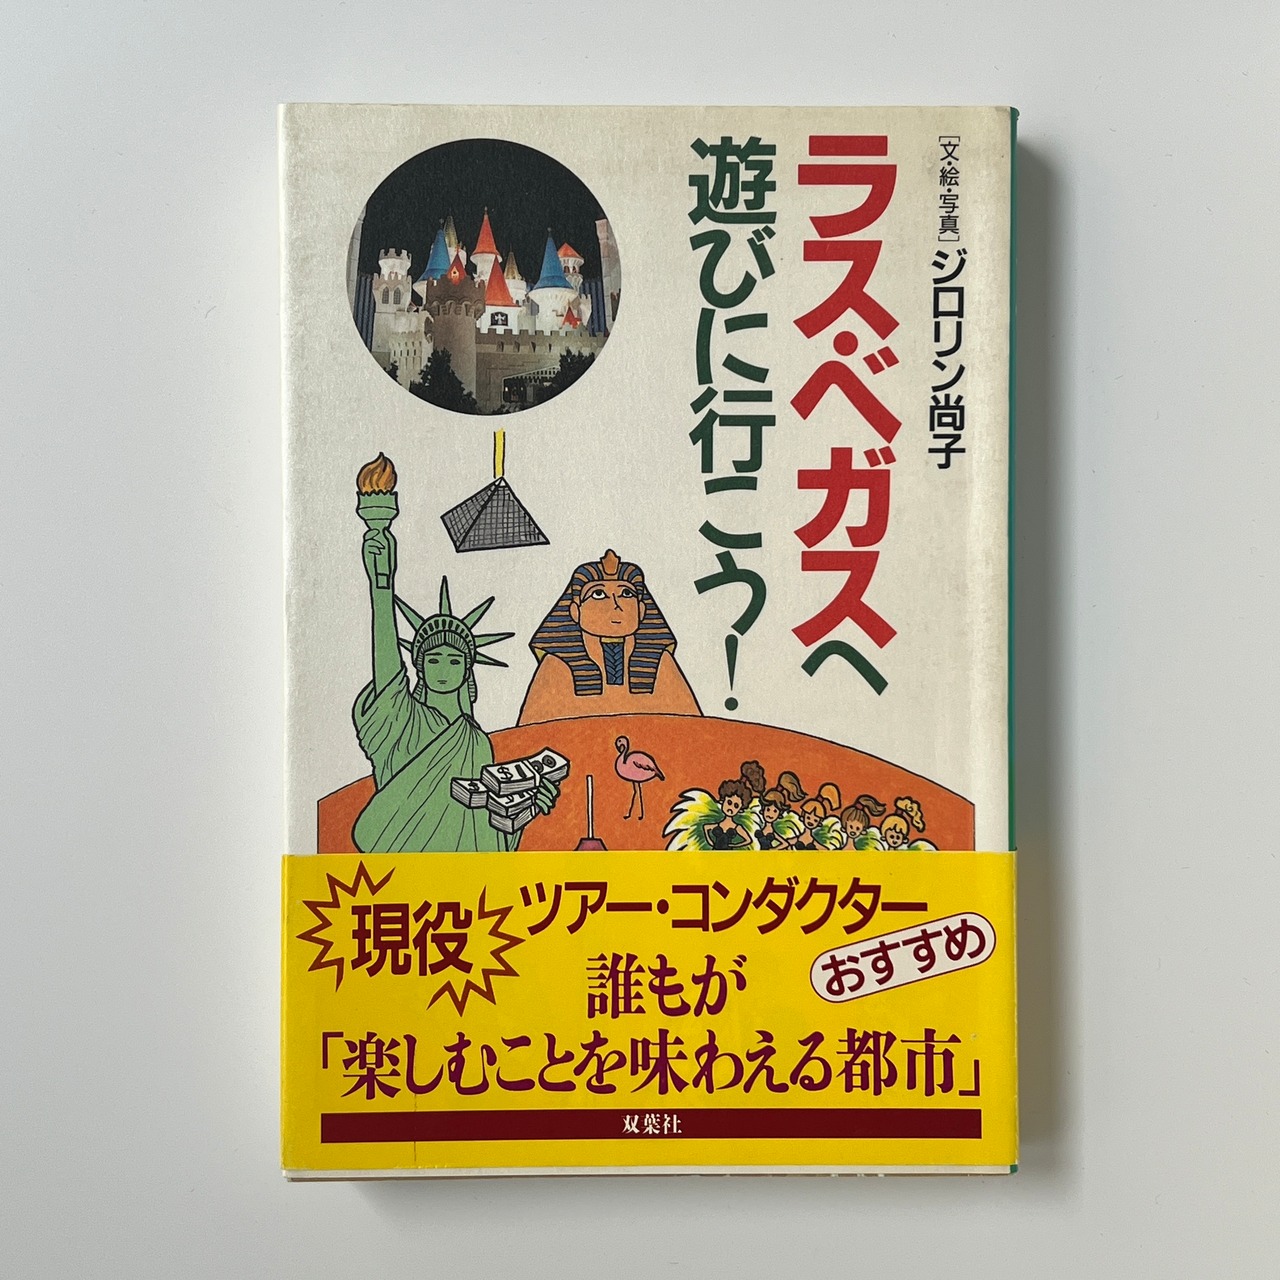 [文・絵・写真]ジロリン尚子
ラス・ベガスへ
遊びに行こう!
現役
ツアー・コンダクター
おすすめ
誰もが
「楽しむことを味わえる都市」
双葉社